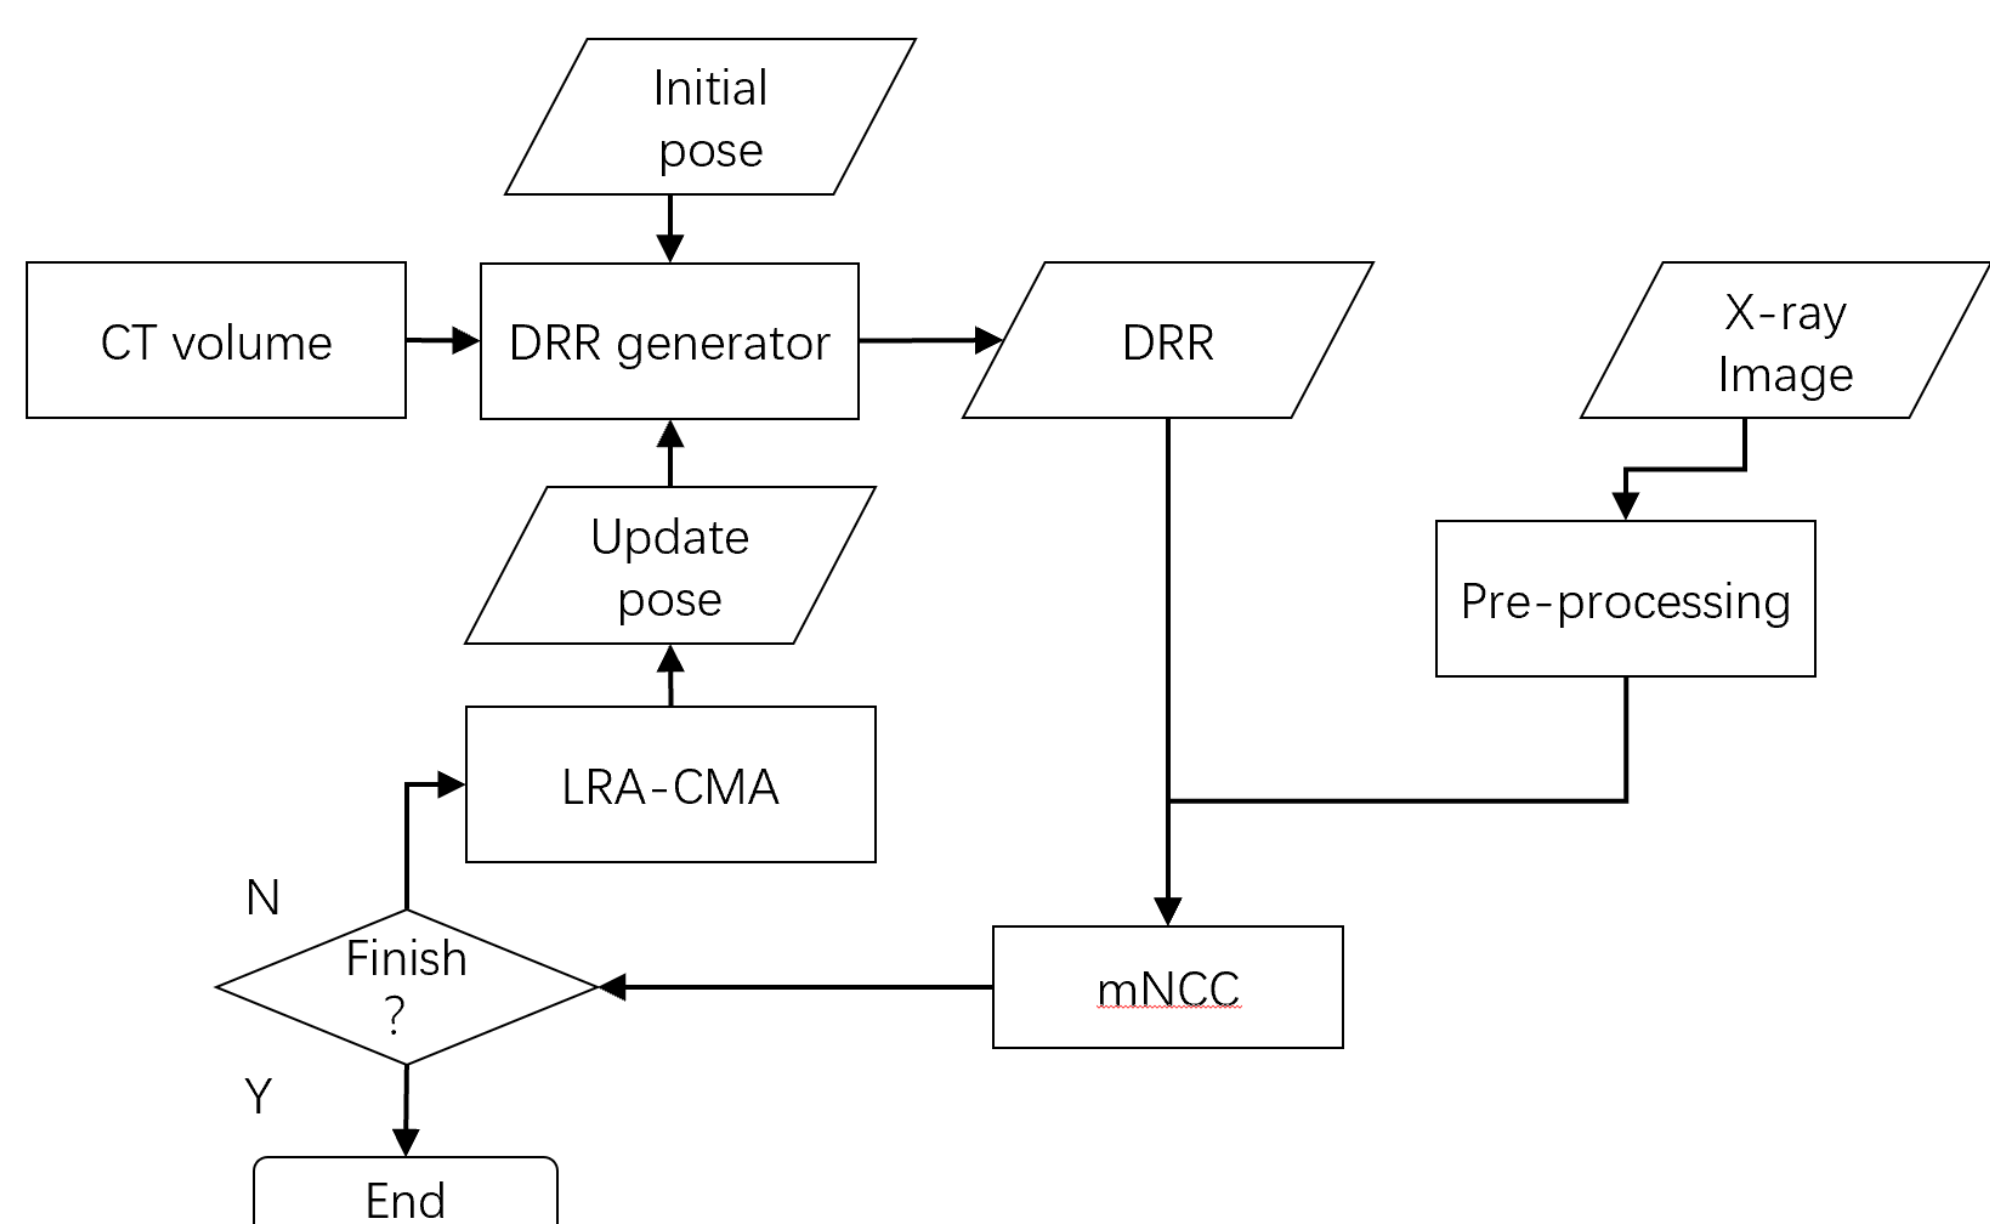 Initial
pose
CT volume
DRR generator
DRR
X-ray
Image
Update
pose
Pre-processing
LRA-CMA
N
Finish
?
mNCC
Y
End